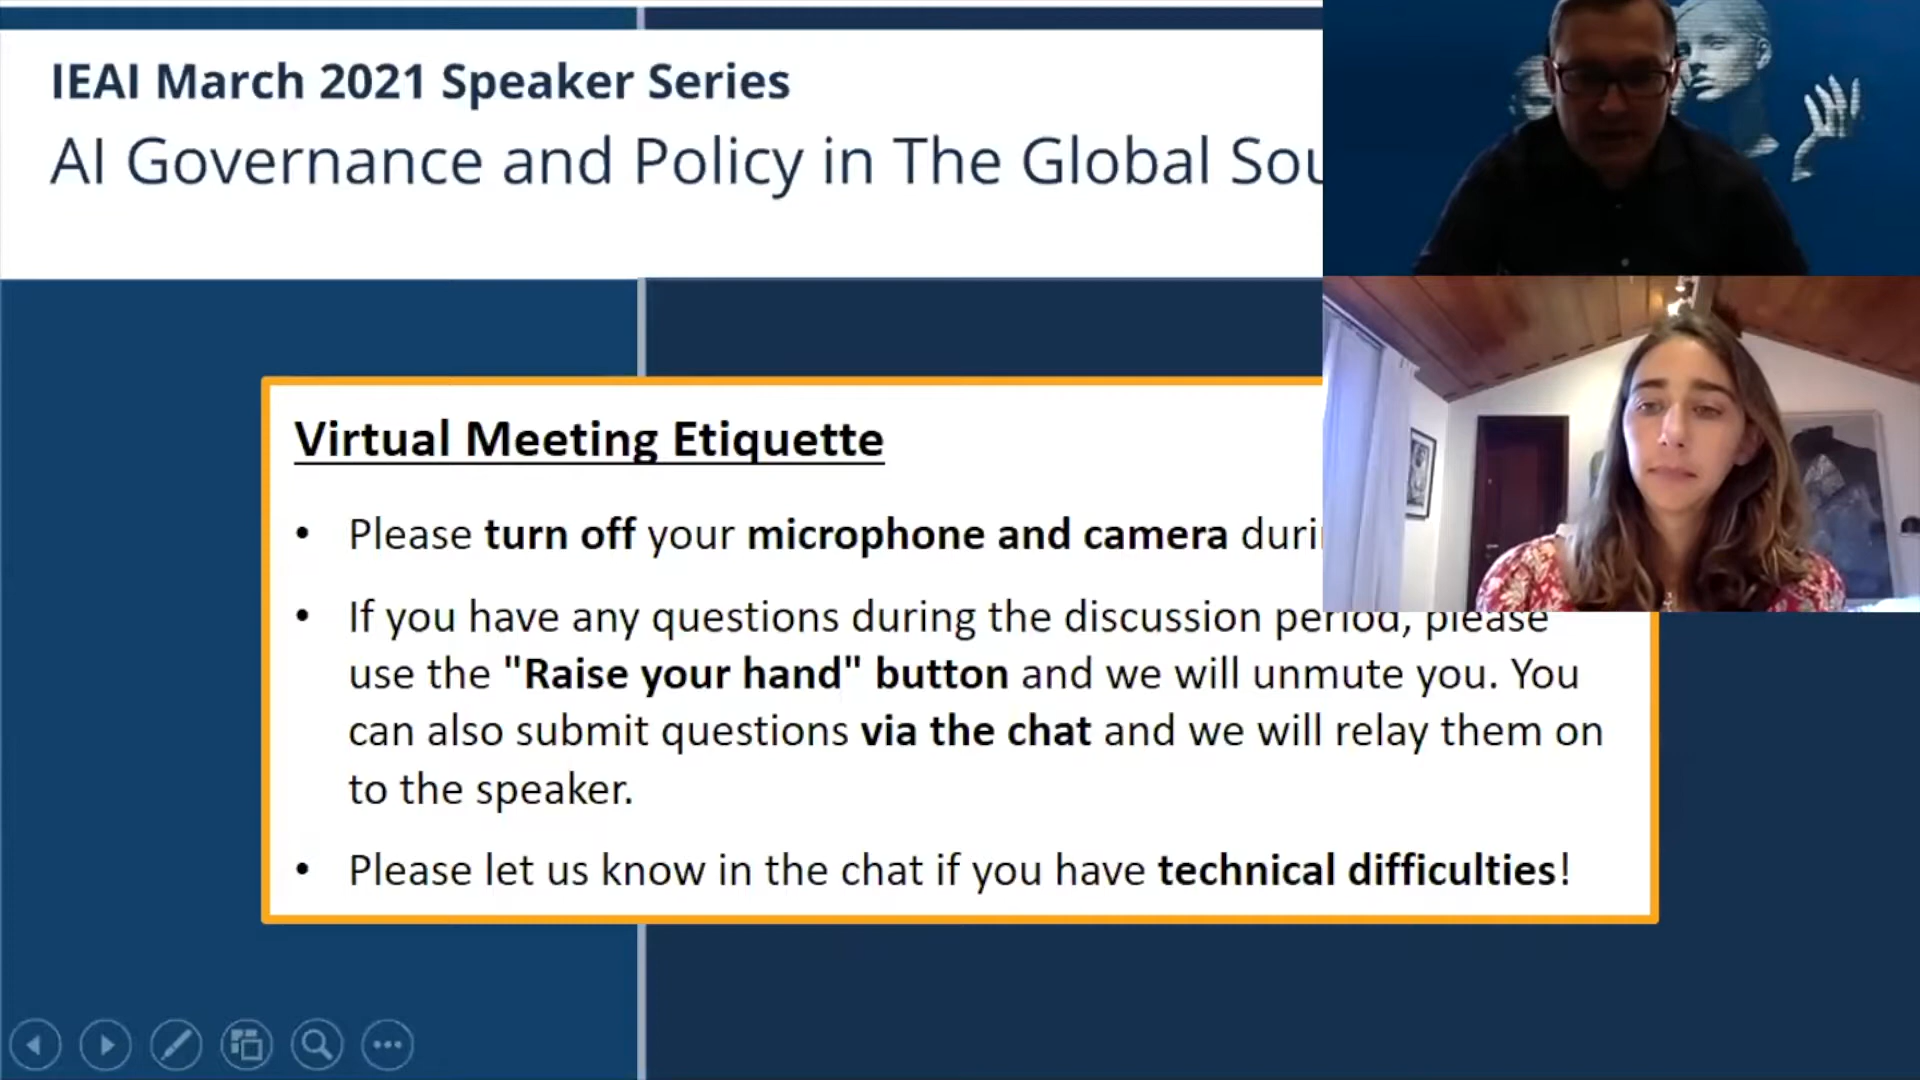 IEAI March 2021 Speaker Series
AI Governance and Policy in The Global
Virtual Meeting Etiquette
• Please turn off your microphone and camera
• If you have any questions during the discussion period, please
use the "Raise your hand" button and we will unmute you. You
can also submit questions via the chat and we will relay them on
to the speaker.
• Please let us know in the chat if you have technical difficulties!